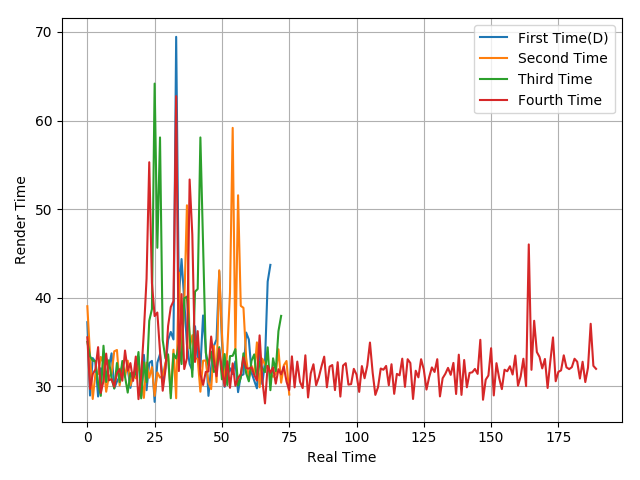 70
60
50
40
30
Render Time
First Time(D)
Second Time
Third Time
Fourth Time
0 25 50 75 100 125 150 175
Real Time